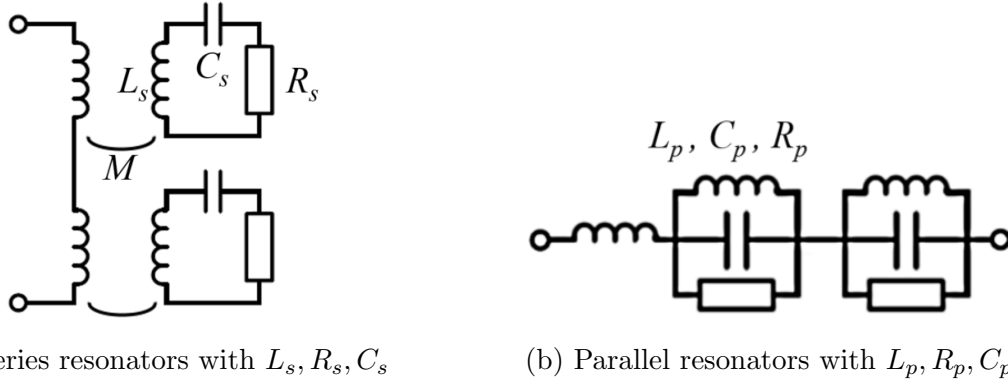 C_s
L_s
R_s
M
L_p, C_p, R_p
eries resonators with L_s, R_s, C_s
(b) Parallel resonators with L_p, R_p, C_p